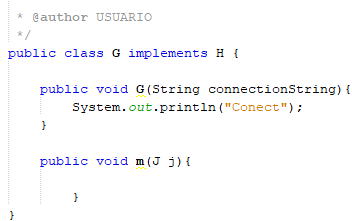 * @author USUARIO
*/
public class G implements H {
public void G(String connectionString){
System.out.println("Conect");
}
public void m(J j){
}
}